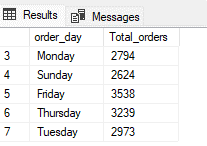 Results Messages
order_day Total_orders
3 Monday 2794
4 Sunday 2624
5 Friday 3538
6 Thursday 3239
7 Tuesday 2973